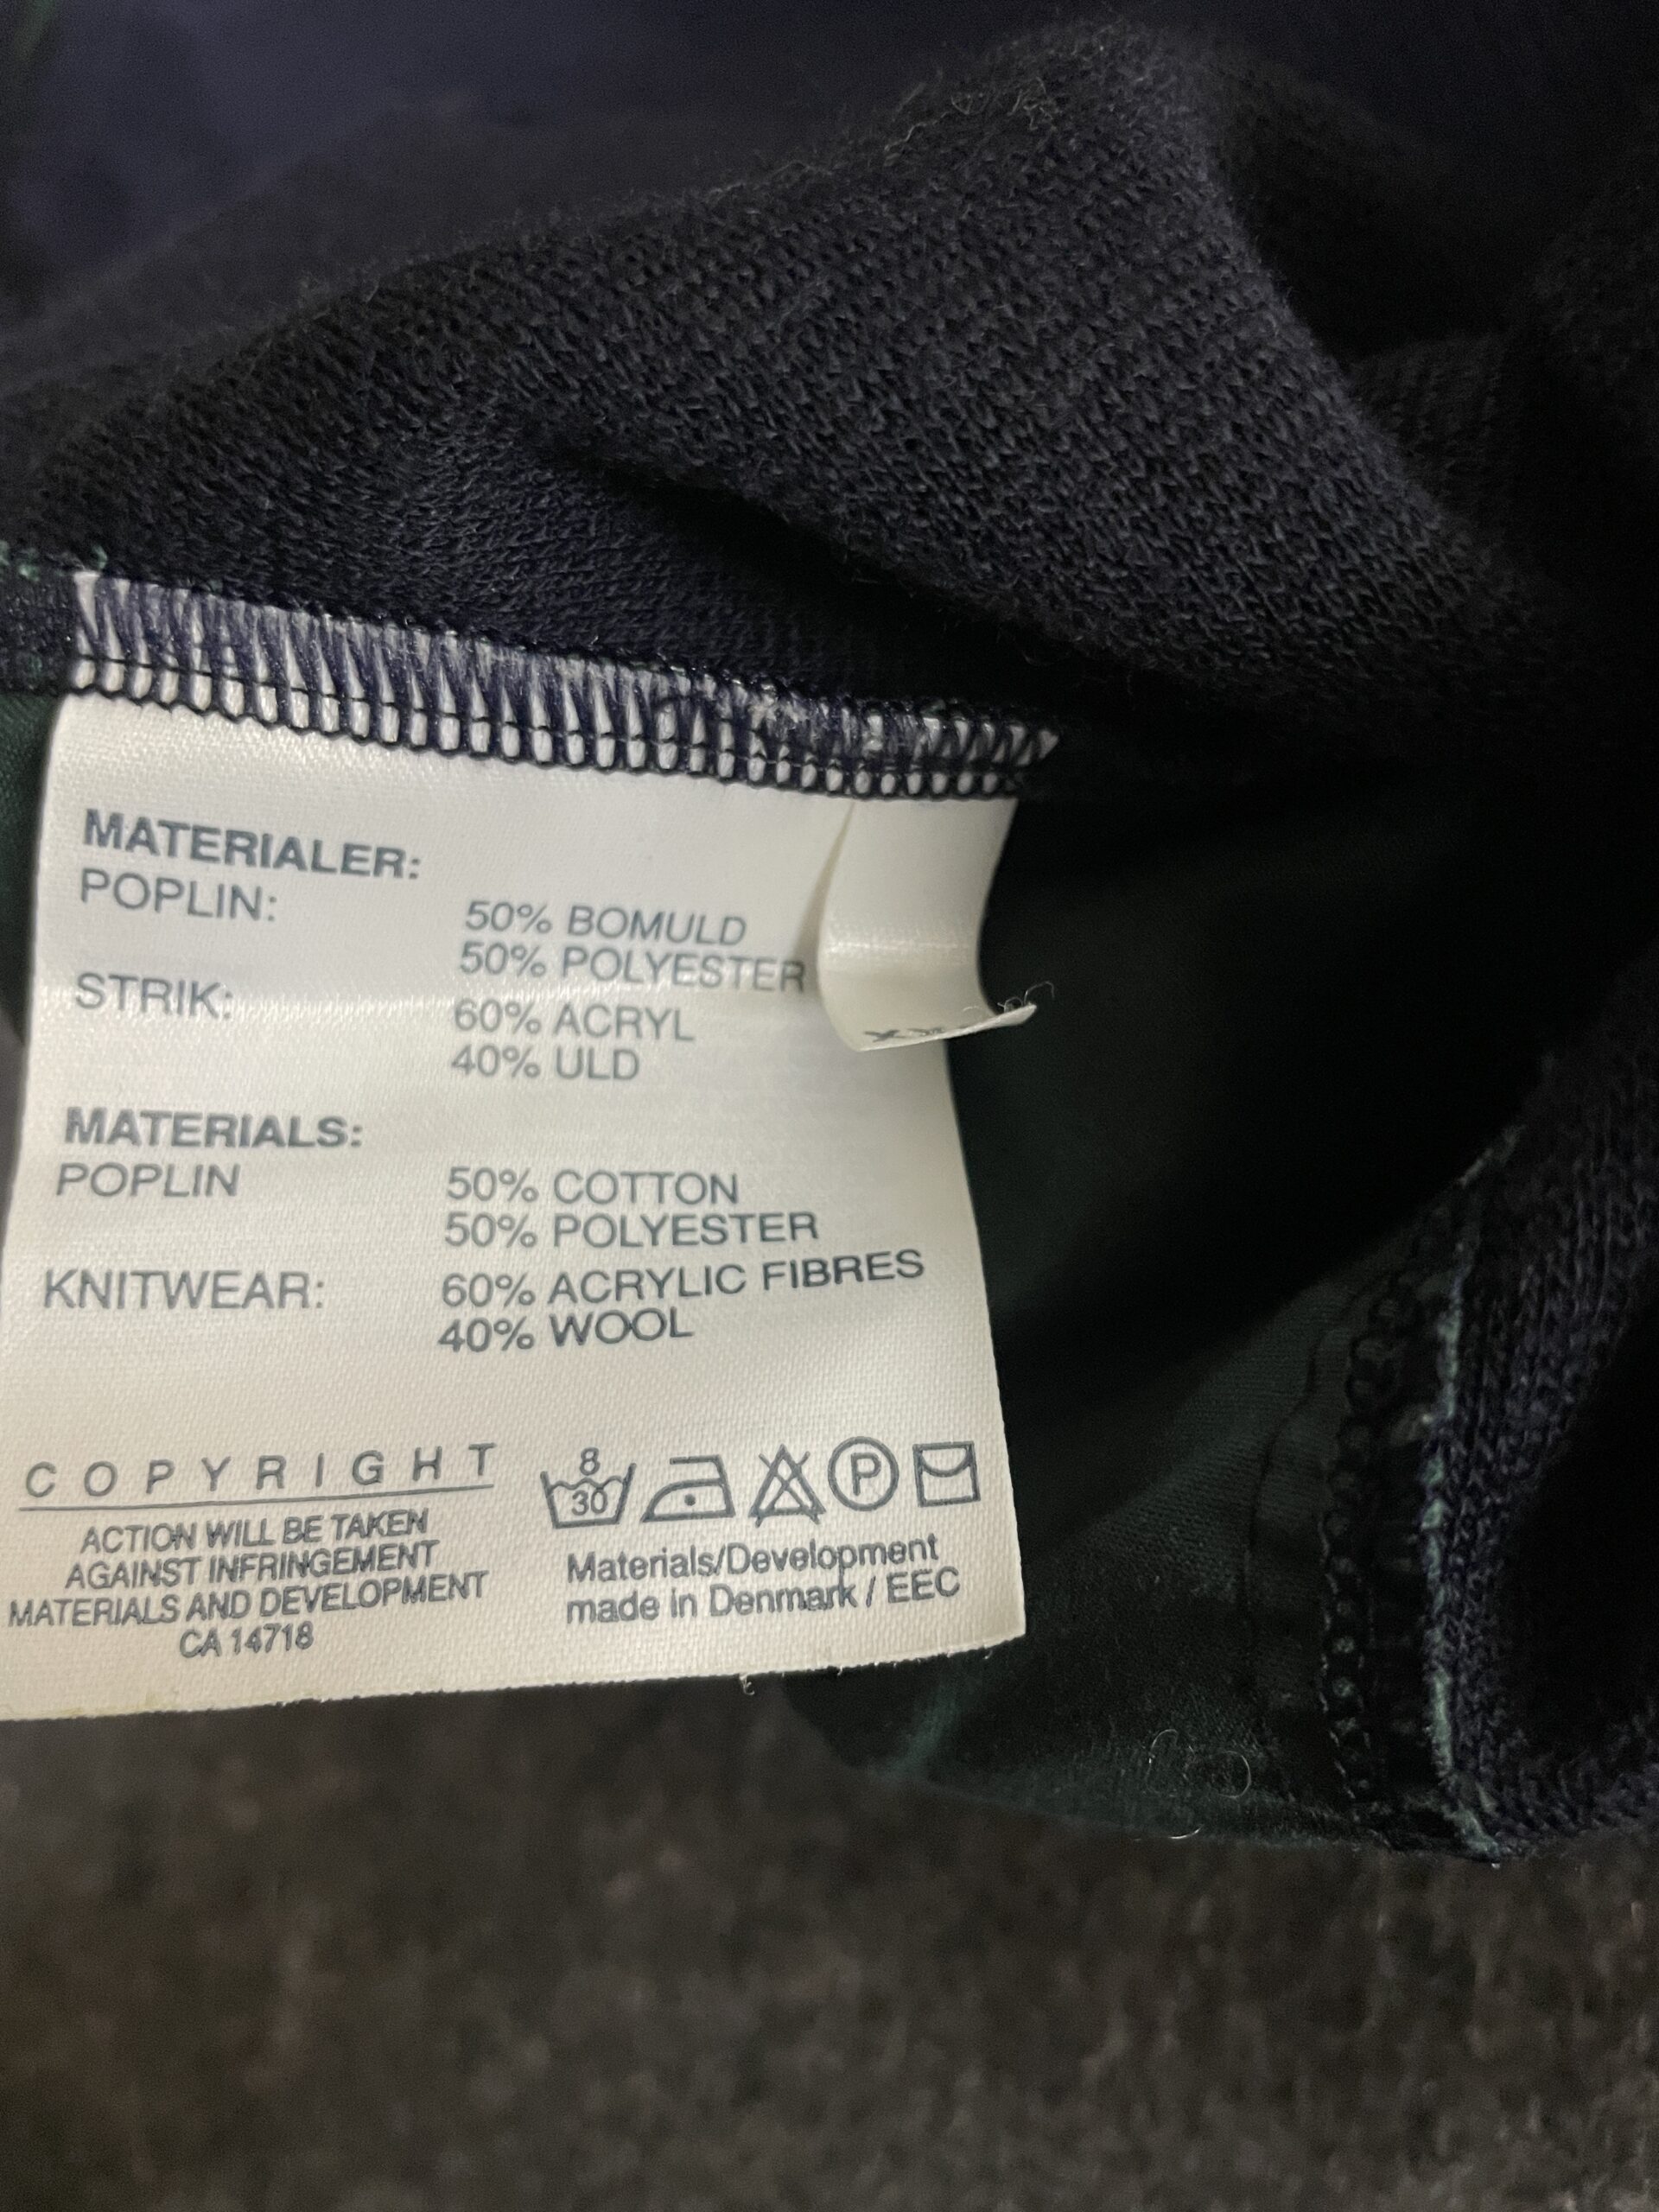 MATERIALER:
POPLIN:
50% BOMULD
50% POLYESTER
STRIK:
60% ACRYL
40% ULD
MATERIALS:
POPLIN
50% COTTON
50% POLYESTER
KNITWEAR:
60% ACRYLIC FIBRES
40% WOOL
COPYRIGHT
ACTION WILL BE TAKEN
AGAINST INFRINGEMENT
MATERIALS AND DEVELOPMENT
CA 14718
8
30
P
Materials/Development
made in Denmark / EEC